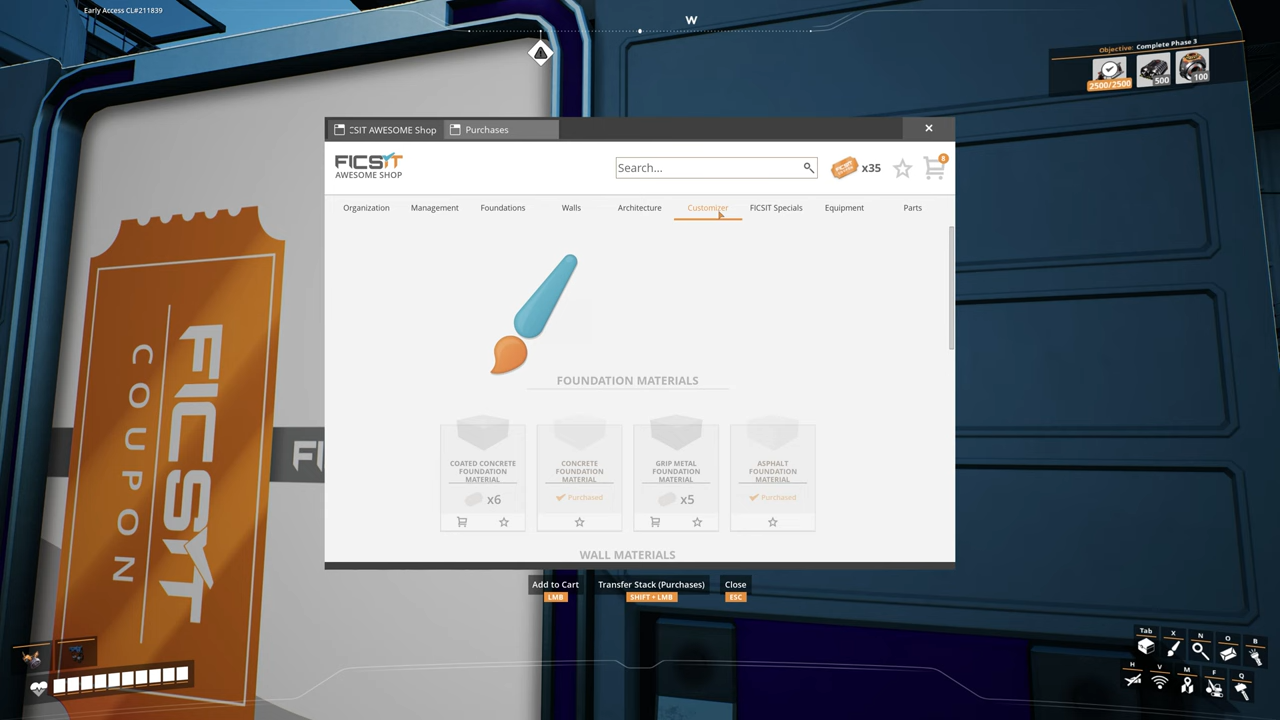 Early Access CL#211839
W
Objective: Complete Phase 3
2500/2500
500
100
CSIT AWESOME Shop
Purchases
FICSIT
AWESOME SHOP
Search...
x35
8
Organization
Management
Foundations
Walls
Architecture
Customizer
FICSIT Specials
Equipment
Parts
FOUNDATION MATERIALS
COATED CONCRETE
FOUNDATION
MATERIAL
x6
CONCRETE
FOUNDATION
MATERIAL
Purchased
GRIP METAL
FOUNDATION
MATERIAL
x5
ASPHALT
FOUNDATION
MATERIAL
Purchased
WALL MATERIALS
Add to Cart
LMB
Transfer Stack (Purchases)
SHIFT + LMB
Close
ESC
FICSIT
COUPON
FI
Tab
X
N
O
B
H
V
M
F
Q